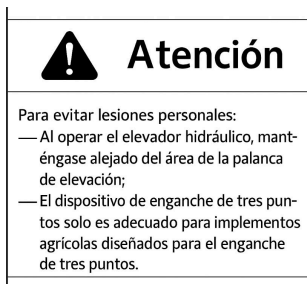 Atención
Para evitar lesiones personales:
— Al operar el elevador hidráulico, mant-
éngase alejado del área de la palanca
de elevación;
— El dispositivo de enganche de tres pun-
tos solo es adecuado para implementos
agrícolas diseñados para el enganche
de tres puntos.